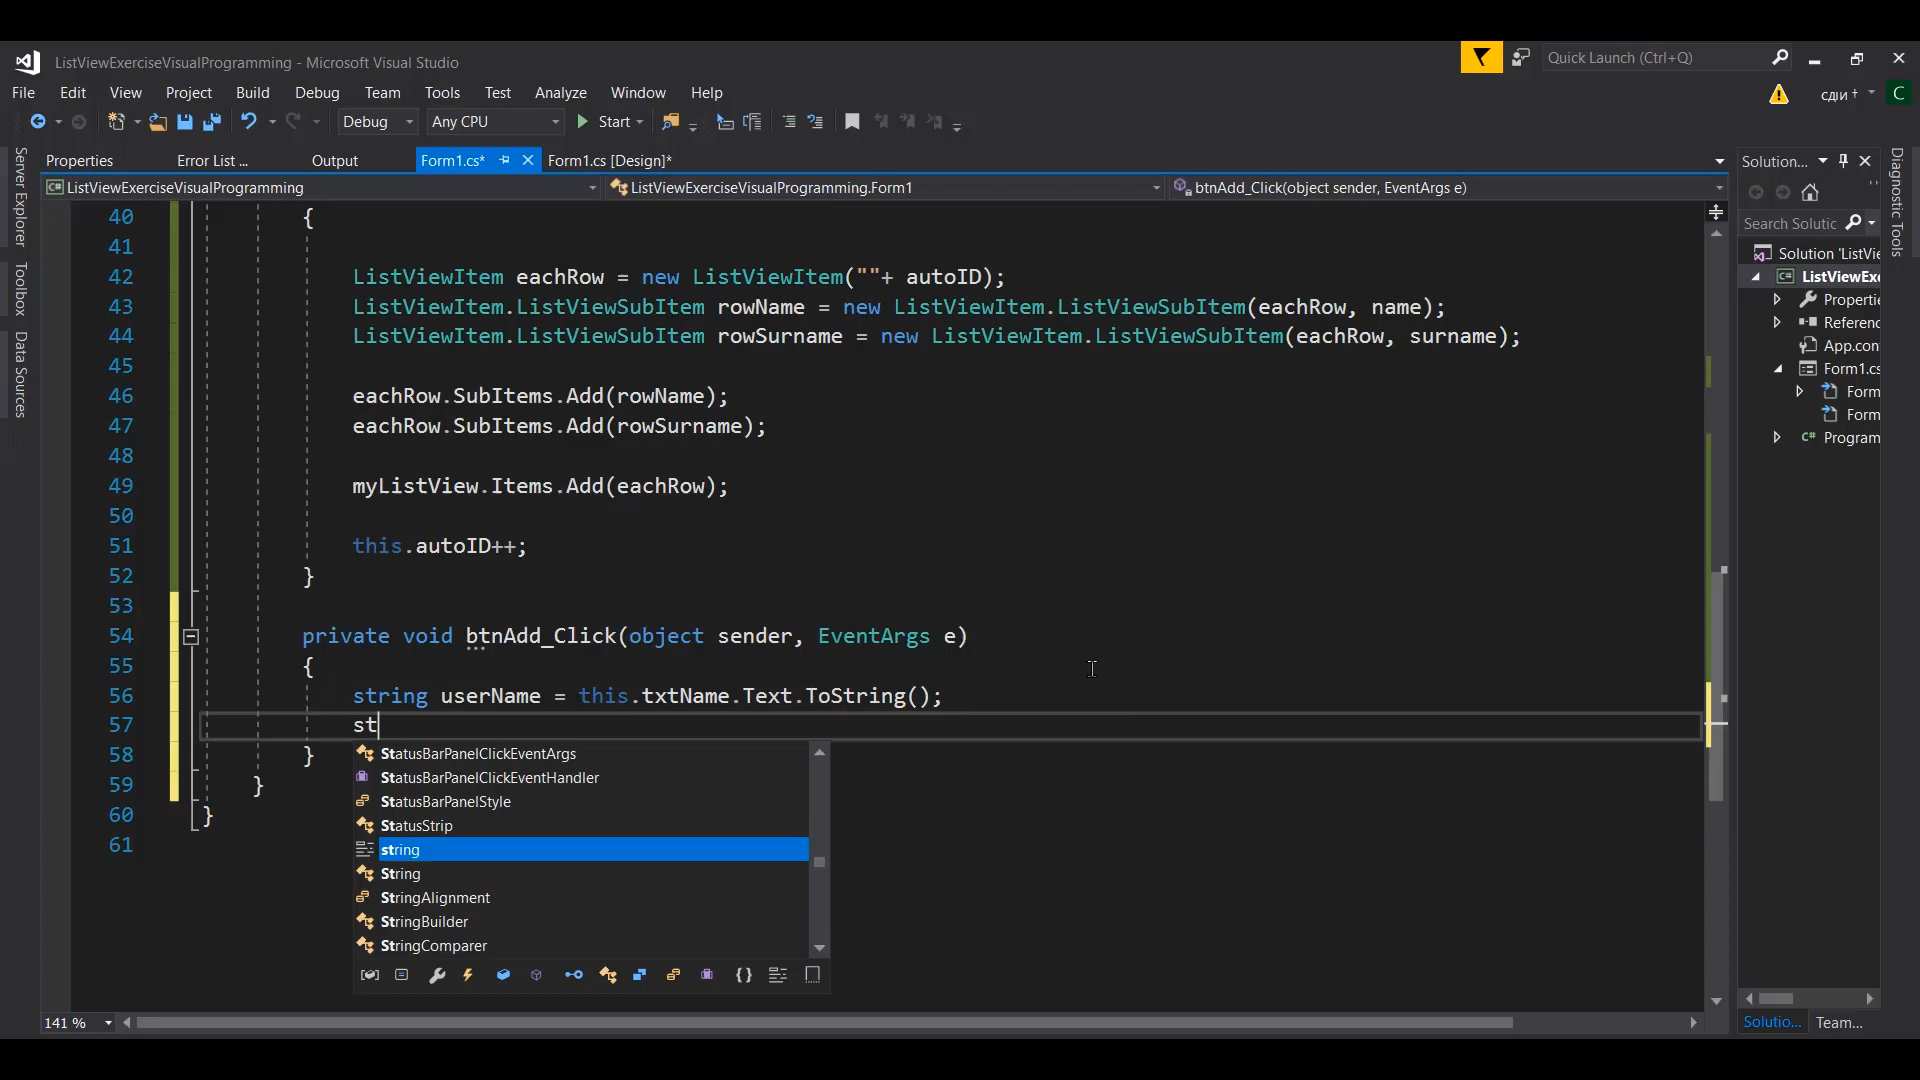 ListViewExerciseVisualProgramming - Microsoft Visual Studio
Quick Launch (Ctrl+Q)
File Edit View Project Build Debug Team Tools Test Analyze Window Help
СДІИ †
C
Debug Any CPU Start
Properties Error List ... Output Form1.cs* Form1.cs [Design]*
ListViewExerciseVisualProgramming ListViewExerciseVisualProgramming.Form1 btnAdd_Click(object sender, EventArgs e)
Server Explorer
Toolbox
Data Sources
40 {
41
42 ListViewItem eachRow = new ListViewItem(""+ autoID);
43 ListViewItem.ListViewSubItem rowName = new ListViewItem.ListViewSubItem(eachRow, name);
44 ListViewItem.ListViewSubItem rowSurname = new ListViewItem.ListViewSubItem(eachRow, surname);
45
46 eachRow.SubItems.Add(rowName);
47 eachRow.SubItems.Add(rowSurname);
48
49 myListView.Items.Add(eachRow);
50
51 this.autoID++;
52 }
53
54 private void btnAdd_Click(object sender, EventArgs e)
55 {
56 string userName = this.txtName.Text.ToString();
57 st
58 }
59 }
60 }
61
StatusBarPanelClickEventArgs
StatusBarPanelClickEventHandler
StatusBarPanelStyle
StatusStrip
string
String
StringAlignment
StringBuilder
StringComparer
141 %
Solution...
Search Solutic
Solution 'ListVie
ListViewExe
Propertie
Referenc
App.con
Form1.cs
Form
Form
Program
Solutio... Team...
Diagnostic Tools